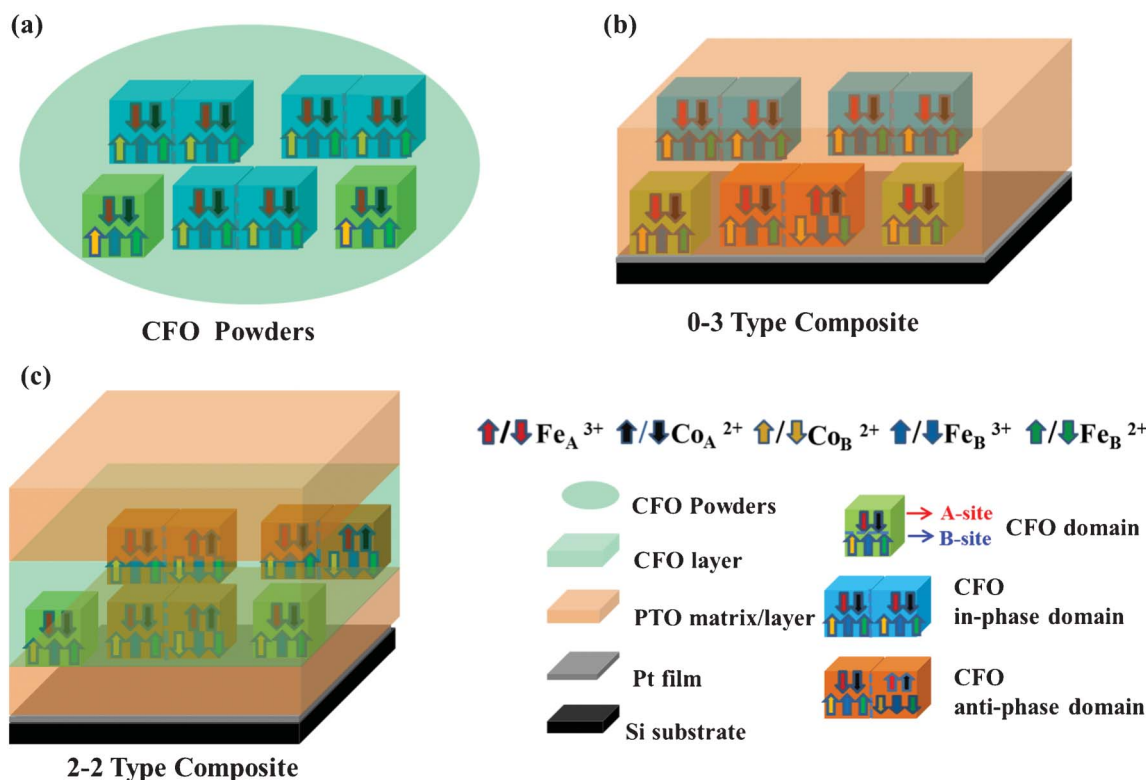 (a)
CFO Powders
(b)
0-3 Type Composite
(c)
2-2 Type Composite
/ Fe_A ³⁺ / Co_A ²⁺ / Co_B ²⁺ / Fe_B ³⁺ / Fe_B ²⁺
CFO Powders
CFO layer
PTO matrix/layer
Pt film
Si substrate
A-site
B-site
CFO domain
CFO
in-phase domain
CFO
anti-phase domain